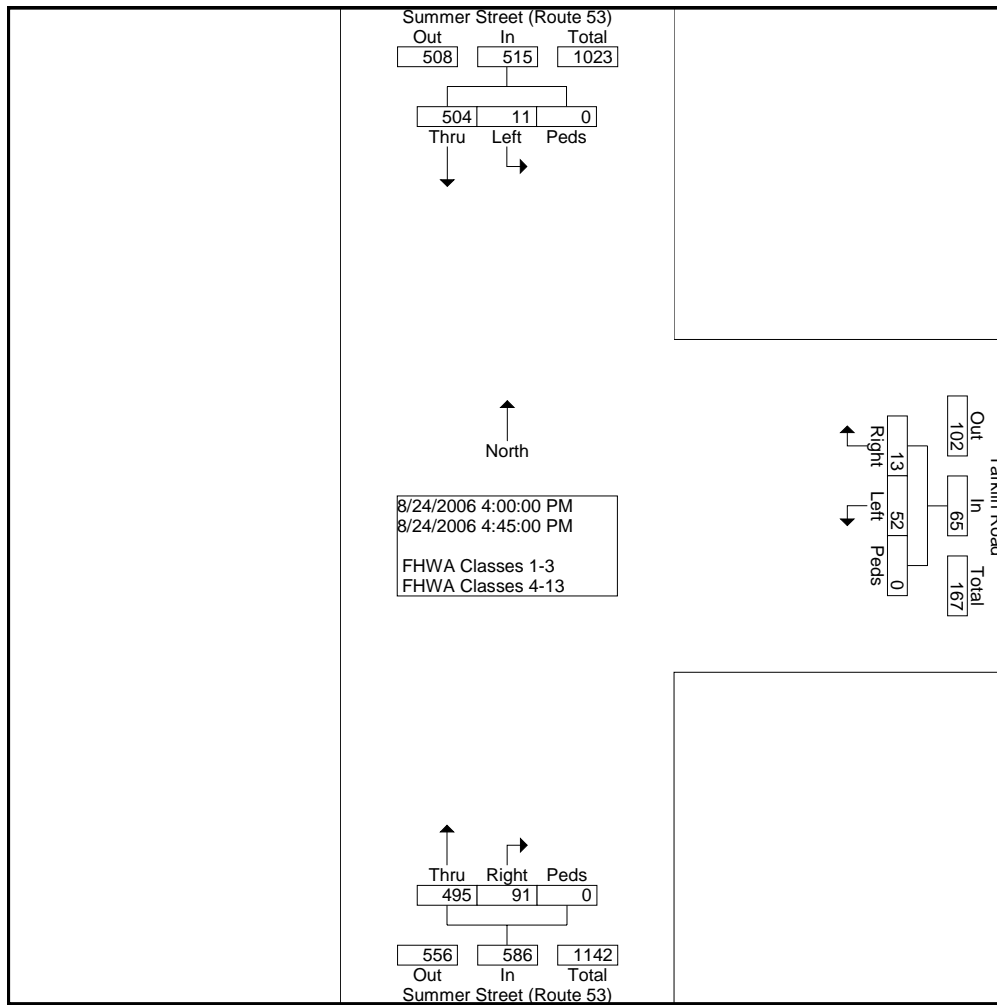 Summer Street (Route 53)
Out In Total
508 515 1023
504 11 0
Thru Left Peds
North
8/24/2006 4:00:00 PM
8/24/2006 4:45:00 PM
FHWA Classes 1-3
FHWA Classes 4-13
Road
Out In Total
102 65 167
13 52 0
Right Left Peds
Thru Right Peds
495 91 0
556 586 1142
Out In Total
Summer Street (Route 53)